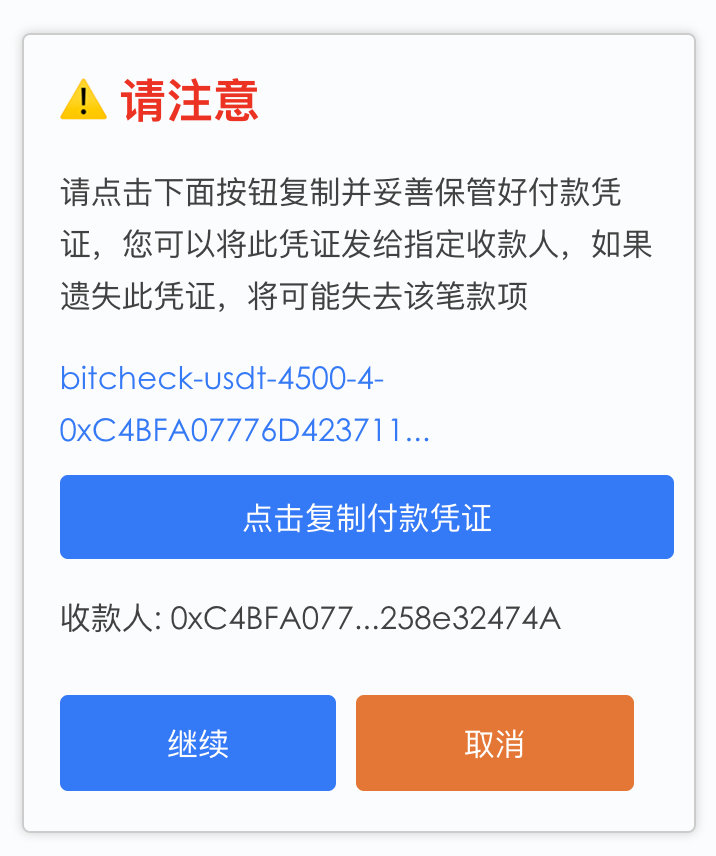 ⚠️ 请注意
请点击下面按钮复制并妥善保管好付款凭
证，您可以将此凭证发给指定收款人，如果
遗失此凭证，将可能失去该笔款项
bitcheck-usdt-4500-4-
0xC4BFA07776D423711...
点击复制付款凭证
收款人: 0xC4BFA077...258e32474A
继续
取消